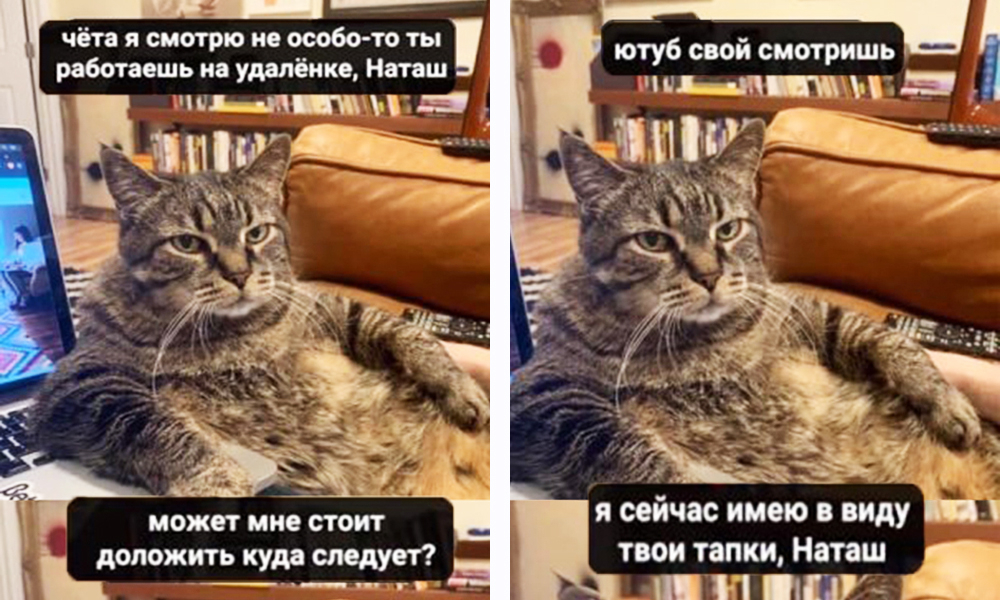 чёта я смотрю не особо-то ты
работаешь на удалёнке, Наташ
может мне стоит
доложить куда следует?
ютуб свой смотришь
я сейчас имею в виду
твои тапки, Наташ